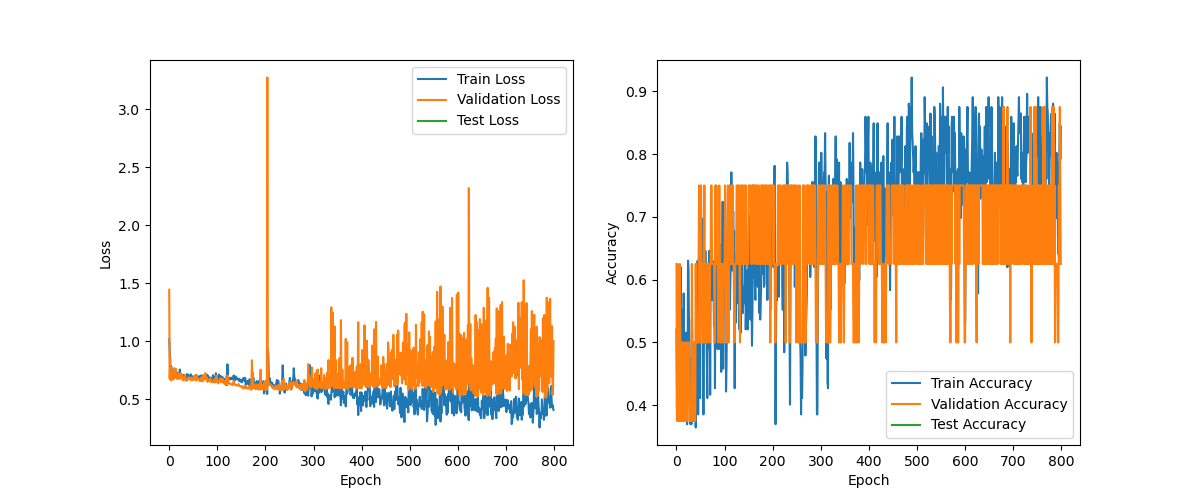 3.0
2.5
2.0
1.5
1.0
0.5
Loss
0 100 200 300 400 500 600 700 800
Epoch
Train Loss
Validation Loss
Test Loss
0.9
0.8
0.7
0.6
0.5
0.4
Accuracy
0 100 200 300 400 500 600 700 800
Epoch
Train Accuracy
Validation Accuracy
Test Accuracy